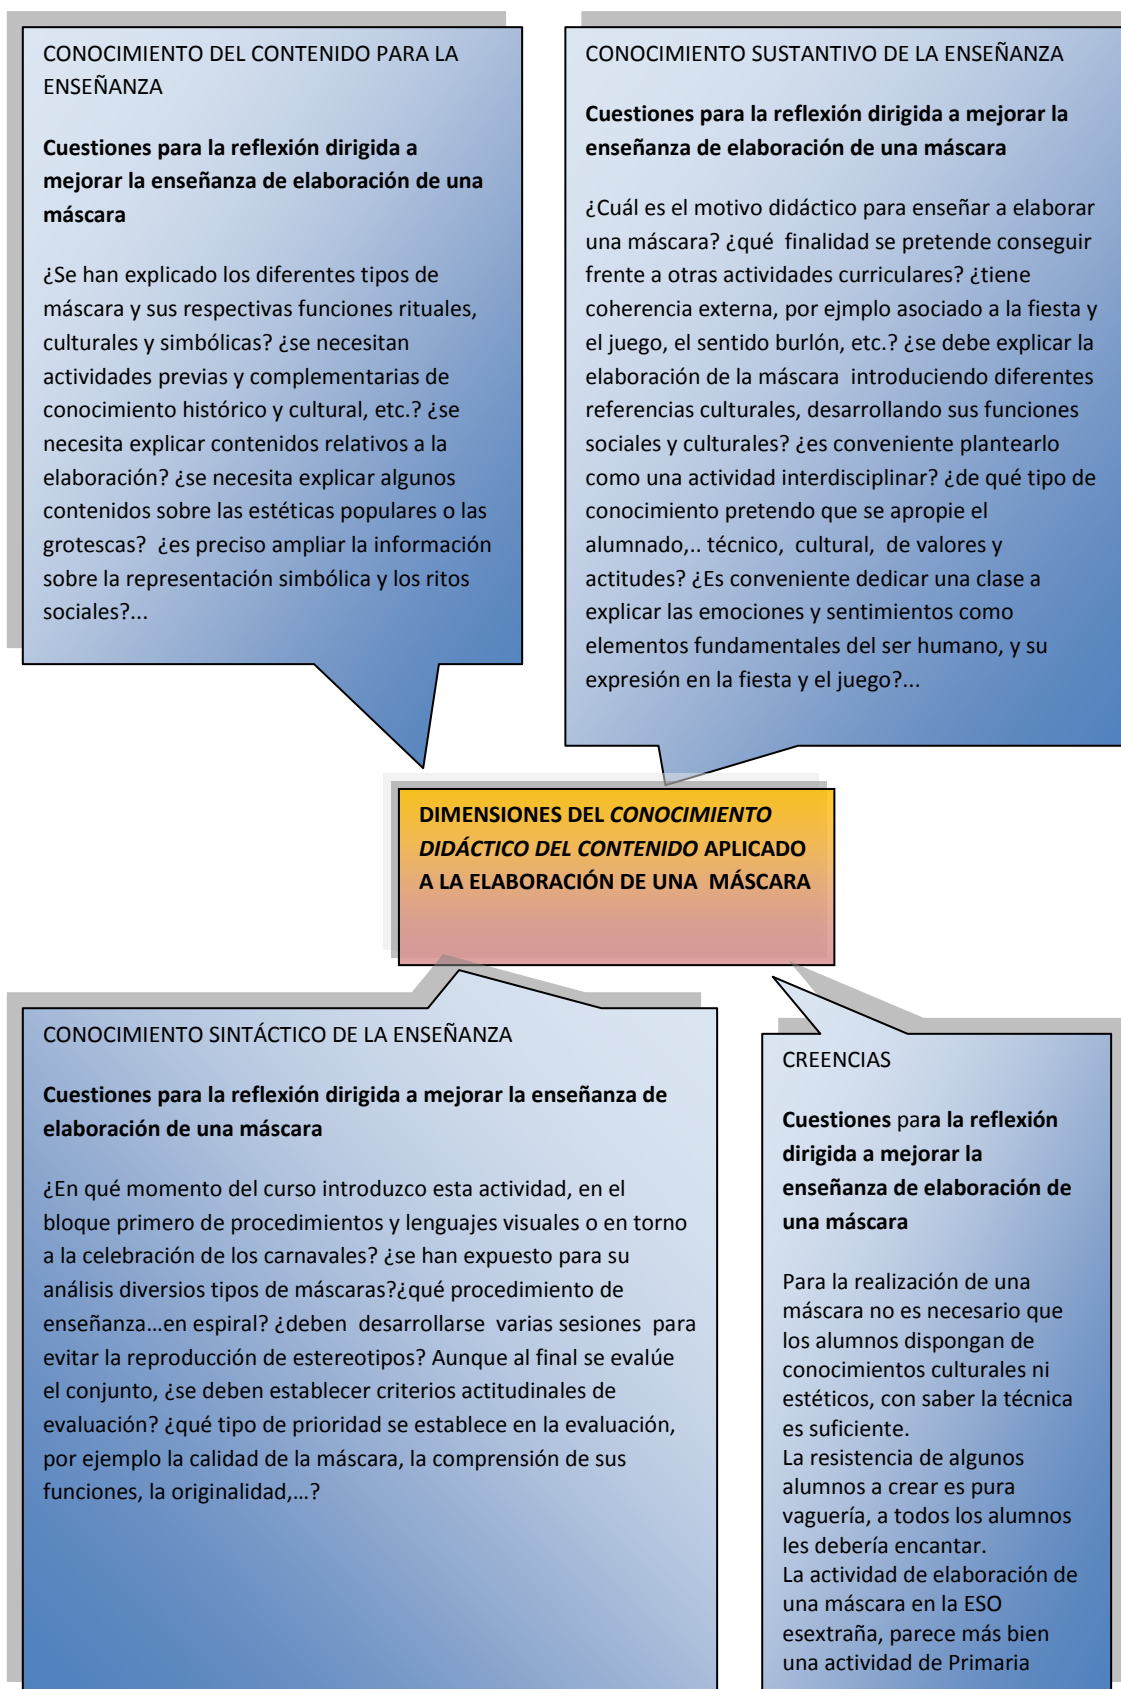 CONOCIMIENTO DEL CONTENIDO PARA LA
ENSEÑANZA
Cuestiones para la reflexión dirigida a
mejorar la enseñanza de elaboración de una
máscara
¿Se han explicado los diferentes tipos de
máscara y sus respectivas funciones rituales,
culturales y simbólicas? ¿se necesitan
actividades previas y complementarias de
conocimiento histórico y cultural, etc.? ¿se
necesita explicar contenidos relativos a la
elaboración? ¿se necesita explicar algunos
contenidos sobre las estéticas populares o las
grotescas? ¿es preciso ampliar la información
sobre la representación simbólica y los ritos
sociales?...
CONOCIMIENTO SUSTANTIVO DE LA ENSEÑANZA
Cuestiones para la reflexión dirigida a mejorar la
enseñanza de elaboración de una máscara
¿Cuál es el motivo didáctico para enseñar a elaborar
una máscara? ¿qué finalidad se pretende conseguir
frente a otras actividades curriculares? ¿tiene
coherencia externa, por ejmplo asociado a la fiesta y
el juego, el sentido burlón, etc.? ¿se debe explicar la
elaboración de la máscara introduciendo diferentes
referencias culturales, desarrollando sus funciones
sociales y culturales? ¿es conveniente plantearlo
como una actividad interdisciplinar? ¿de qué tipo de
conocimiento pretendo que se apropie el
alumnado,.. técnico, cultural, de valores y
actitudes? ¿Es conveniente dedicar una clase a
explicar las emociones y sentimientos como
elementos fundamentales del ser humano, y su
expresión en la fiesta y el juego?...
DIMENSIONES DEL CONOCIMIENTO
DIDÁCTICO DEL CONTENIDO APLICADO
A LA ELABORACIÓN DE UNA MÁSCARA
CONOCIMIENTO SINTÁCTICO DE LA ENSEÑANZA
Cuestiones para la reflexión dirigida a mejorar la enseñanza de
elaboración de una máscara
¿En qué momento del curso introduzco esta actividad, en el
bloque primero de procedimientos y lenguajes visuales o en torno
a la celebración de los carnavales? ¿se han expuesto para su
análisis diversios tipos de máscaras?¿qué procedimiento de
enseñanza...en espiral? ¿deben desarrollarse varias sesiones para
evitar la reproducción de estereotipos? Aunque al final se evalúe
el conjunto, ¿se deben establecer criterios actitudinales de
evaluación? ¿qué tipo de prioridad se establece en la evaluación,
por ejemplo la calidad de la máscara, la comprensión de sus
funciones, la originalidad,…?
CREENCIAS
Cuestiones para la reflexión
dirigida a mejorar la
enseñanza de elaboración de
una máscara
Para la realización de una
máscara no es necesario que
los alumnos dispongan de
conocimientos culturales ni
estéticos, con saber la técnica
es suficiente.
La resistencia de algunos
alumnos a crear es pura
vaguería, a todos los alumnos
les debería encantar.
La actividad de elaboración de
una máscara en la ESO
esextraña, parece más bien
una actividad de Primaria